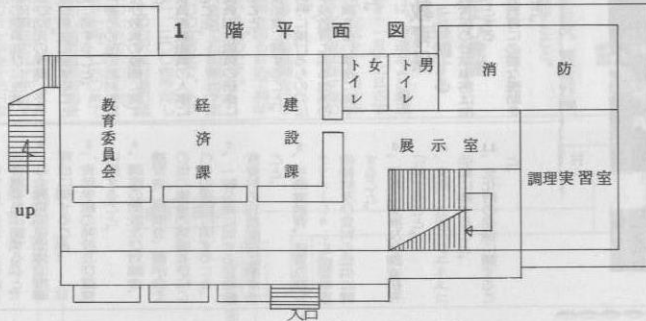 1階平面図
女トイレ
男トイレ
消防
教育委員会
経済課
建設課
展示室
調理実習室
up
入口